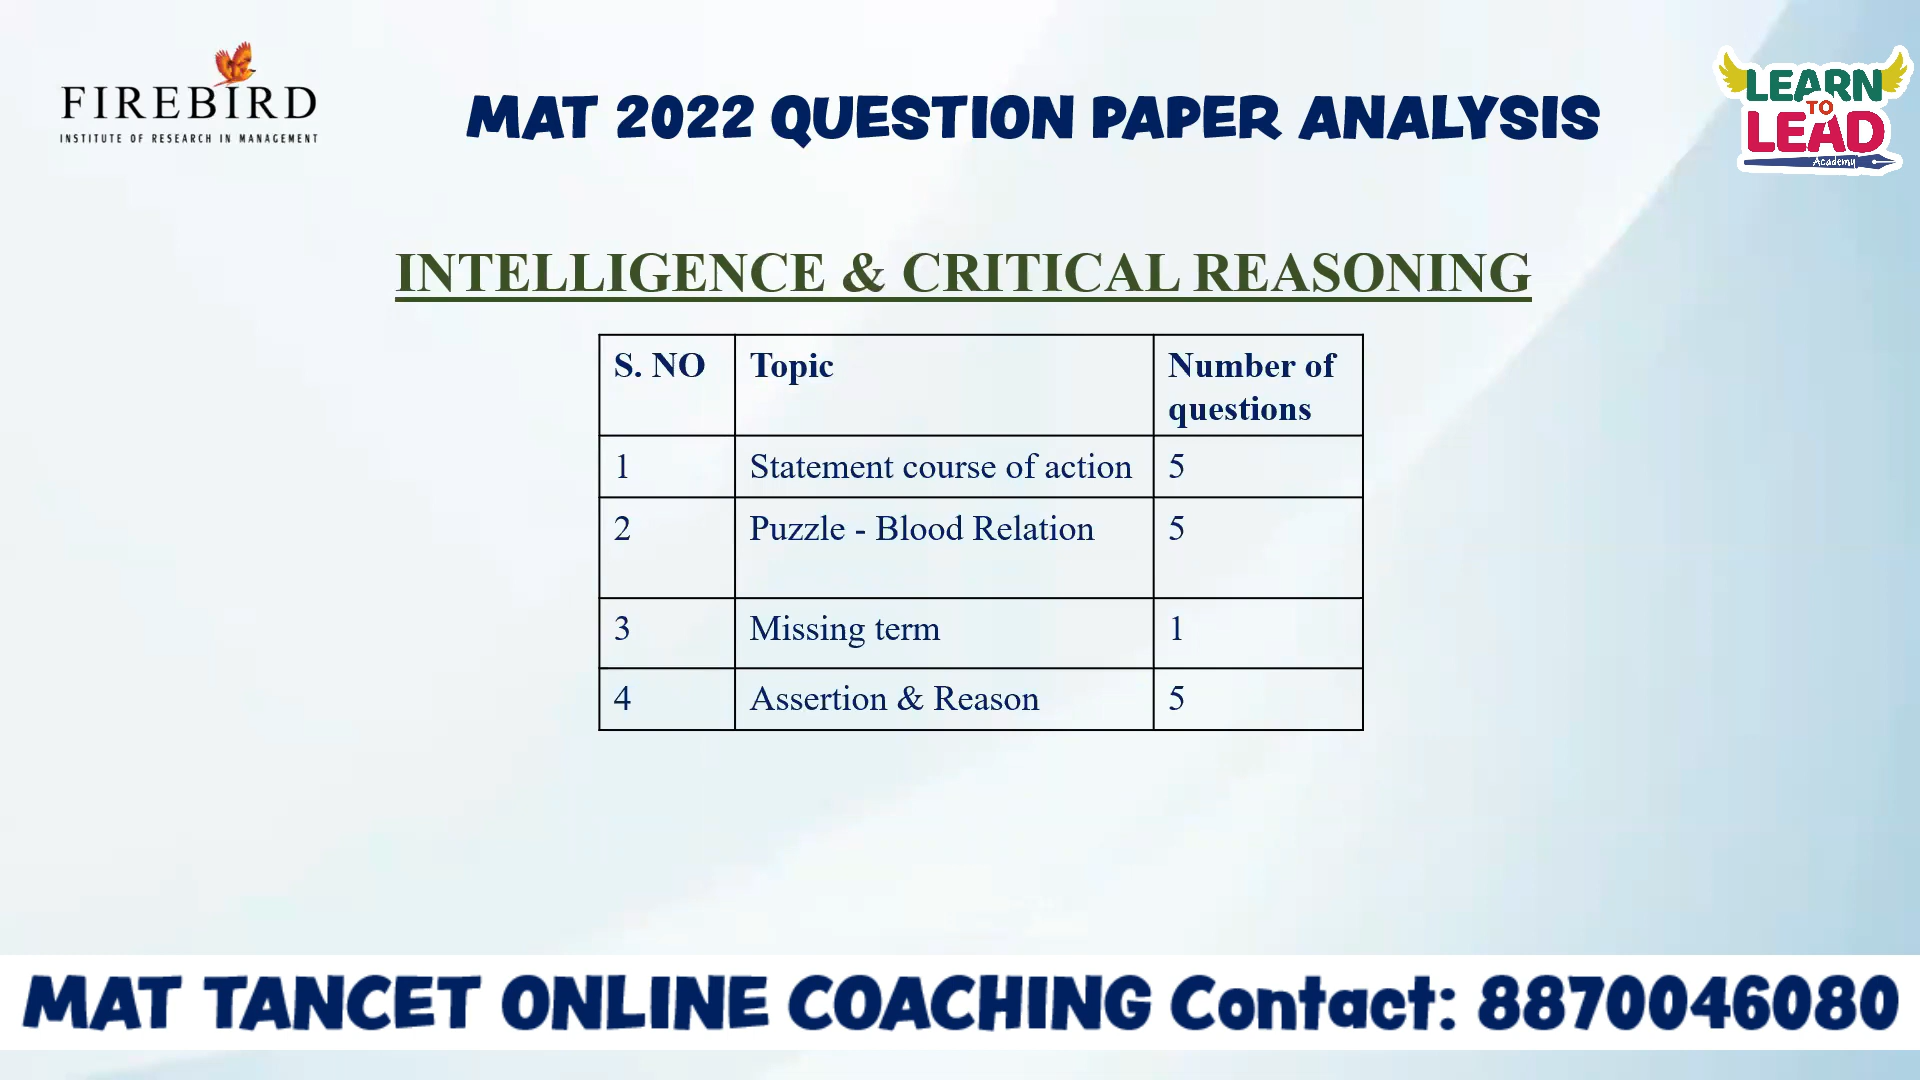 FIREBIRD
INSTITUTE OF RESEARCH IN MANAGEMENT
MAT 2022 QUESTION PAPER ANALYSIS
LEARN
TO
LEAD
Academy
INTELLIGENCE & CRITICAL REASONING
S. NO Topic Number of questions
1 Statement course of action 5
2 Puzzle - Blood Relation 5
3 Missing term 1
4 Assertion & Reason 5
MAT TANCET ONLINE COACHING Contact: 8870046080